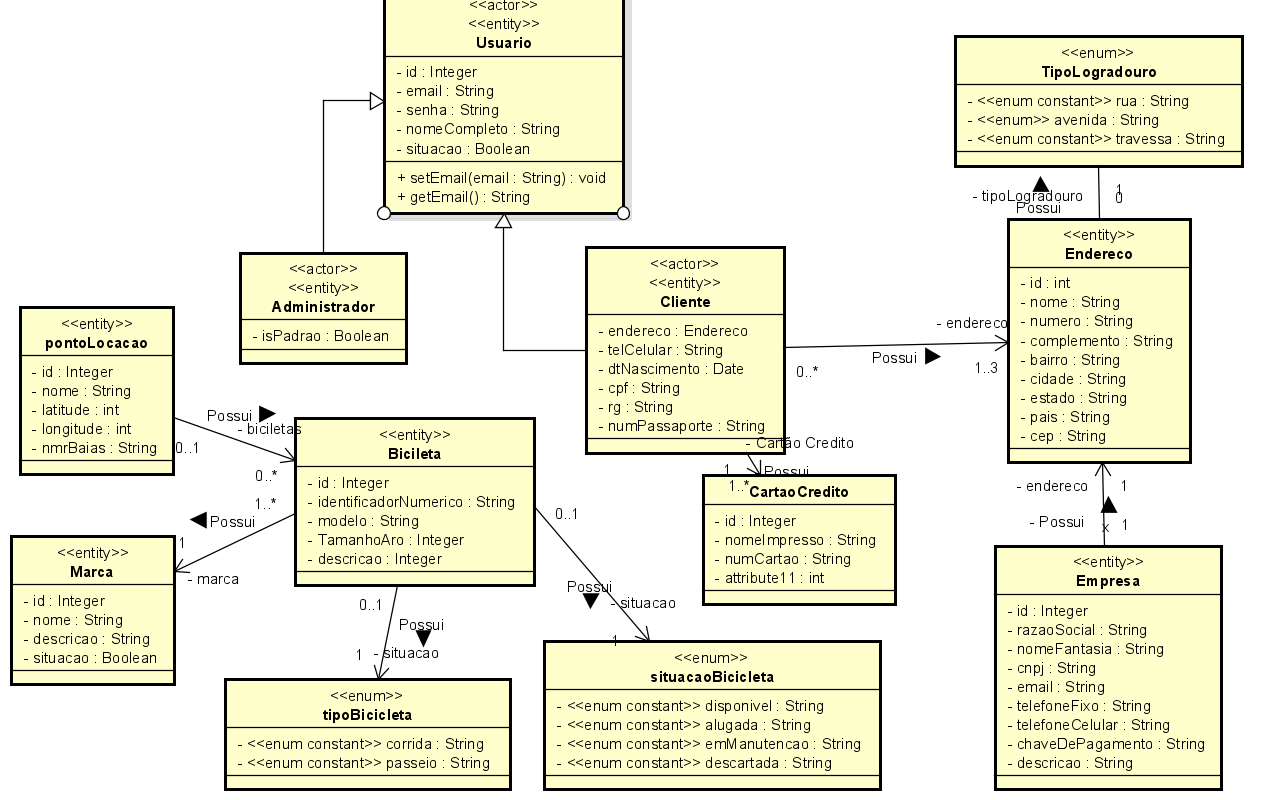 <<actor>>
<<entity>>
Usuario
- id : Integer
- email : String
- senha : String
- nomeCompleto : String
- situacao : Boolean
+ setEmail(email : String) : void
+ getEmail() : String
<<enum>>
TipoLogradouro
- <<enum constant>> rua : String
- <<enum>> avenida : String
- <<enum constant>> travessa : String
- tipoLogradouro
Possui
1
0
<<actor>>
<<entity>>
Administrador
- isPadrao : Boolean
<<actor>>
<<entity>>
Cliente
- endereco : Endereco
- telCelular : String
- dtNascimento : Date
- cpf : String
- rg : String
- numPassaporte : String
- endereco
Possui
0..*
1..3
<<entity>>
Endereco
- id : int
- nome : String
- numero : String
- complemento : String
- bairro : String
- cidade : String
- estado : String
- pais : String
- cep : String
<<entity>>
pontoLocacao
- id : Integer
- nome : String
- latitude : int
- longitude : int
- nmrBaias : String
Possui
- biciletas
0..1
0..*
<<entity>>
Bicileta
- id : Integer
- identificadorNumerico : String
- modelo : String
- TamanhoAro : Integer
- descricao : Integer
- Cartão Credito
1
Possui
1..*
CartaoCredito
- id : Integer
- nomeImpresso : String
- numCartao : String
- attribute11 : int
- endereco
1
- Possui
x
1
1..*
Possui
1
- marca
<<entity>>
Marca
- id : Integer
- nome : String
- descricao : String
- situacao : Boolean
0..1
Possui
1
- situacao
0..1
Possui
- situacao
1
<<enum>>
tipoBicicleta
- <<enum constant>> corrida : String
- <<enum constant>> passeio : String
<<enum>>
situacaoBicicleta
- <<enum constant>> disponivel : String
- <<enum constant>> alugada : String
- <<enum constant>> emManutencao : String
- <<enum constant>> descartada : String
<<entity>>
Empresa
- id : Integer
- razaoSocial : String
- nomeFantasia : String
- cnpj : String
- email : String
- telefoneFixo : String
- telefoneCelular : String
- chaveDePagamento : String
- descricao : String